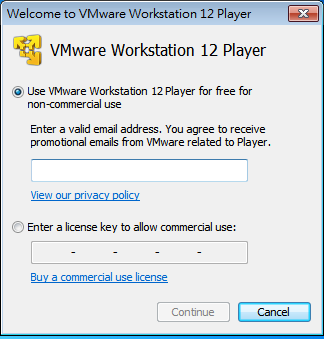 Welcome to VMware Workstation 12 Player
VMware Workstation 12 Player
Use VMware Workstation 12 Player for free for
non-commercial use
Enter a valid email address. You agree to receive
promotional emails from VMware related to Player.
View our privacy policy
Enter a license key to allow commercial use:
- - - -
Buy a commercial use license
Continue Cancel